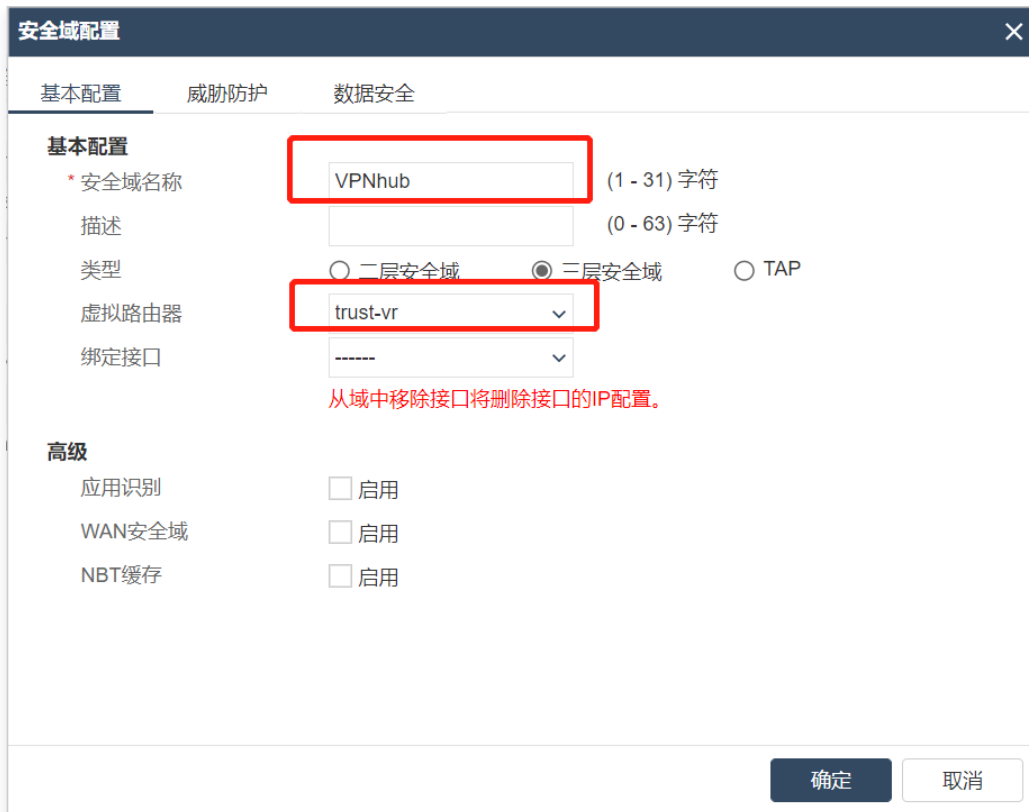 安全域配置
基本配置 威胁防护 数据安全
基本配置
* 安全域名称 VPNhub (1 - 31) 字符
描述 (0 - 63) 字符
类型 二层安全域 三层安全域 TAP
虚拟路由器 trust-vr
绑定接口 ------
从域中移除接口将删除接口的IP配置。
高级
应用识别 启用
WAN安全域 启用
NBT缓存 启用
确定 取消